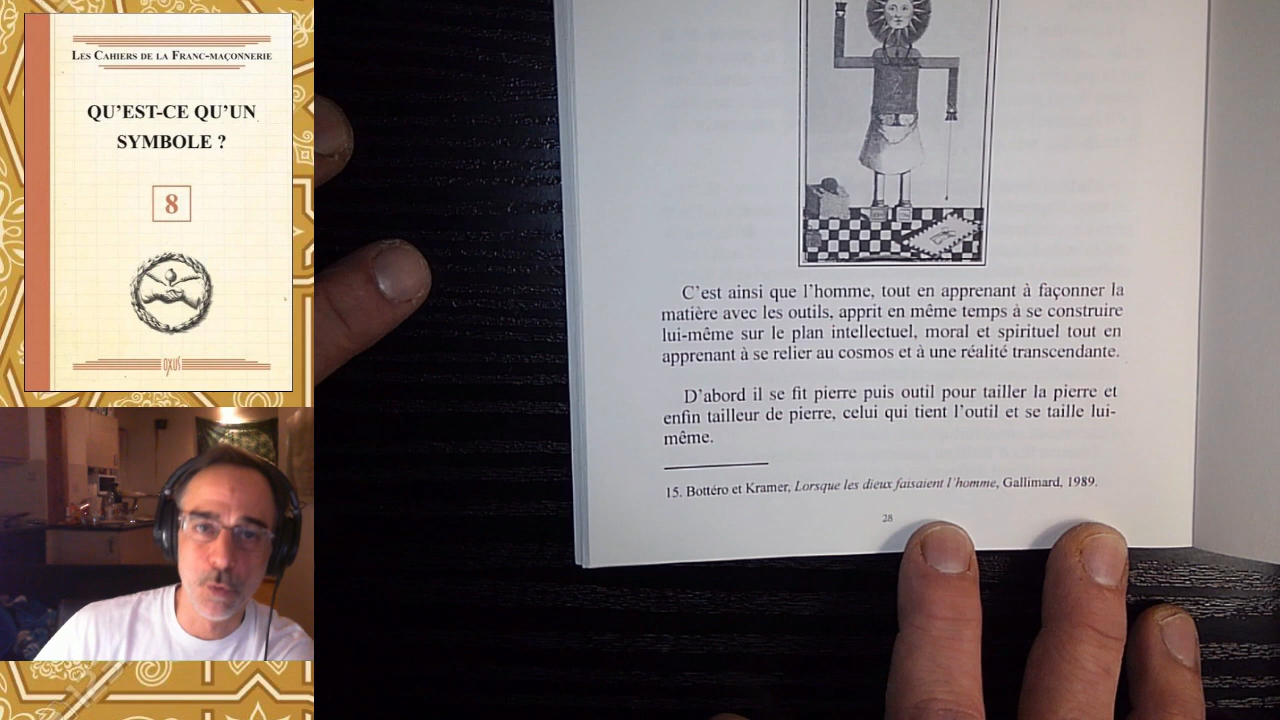 LES CAHIERS DE LA FRANC-MAÇONNERIE
QU'EST-CE QU'UN
SYMBOLE ?
8
OXUS
C'est ainsi que l'homme, tout en apprenant à façonner la
matière avec les outils, apprit en même temps à se construire
lui-même sur le plan intellectuel, moral et spirituel tout en
apprenant à se relier au cosmos et à une réalité transcendante.
D'abord il se fit pierre puis outil pour tailler la pierre et
enfin tailleur de pierre, celui qui tient l'outil et se taille lui-
même.
15. Bottéro et Kramer, Lorsque les dieux faisaient l'homme, Gallimard, 1989.
28